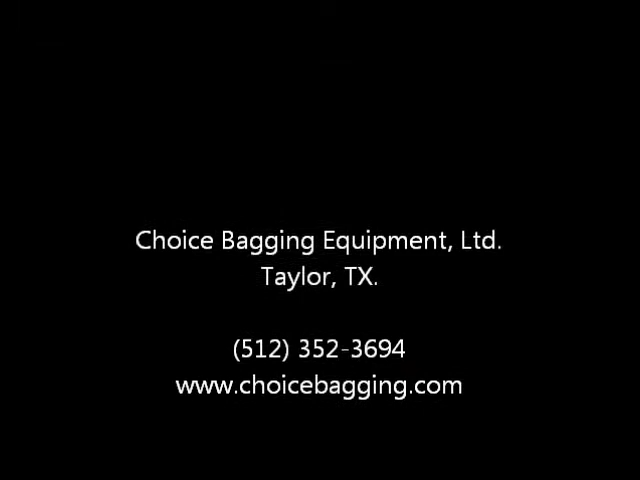 Choice Bagging Equipment, Ltd.
Taylor, TX.
(512) 352-3694
www.choicebagging.com